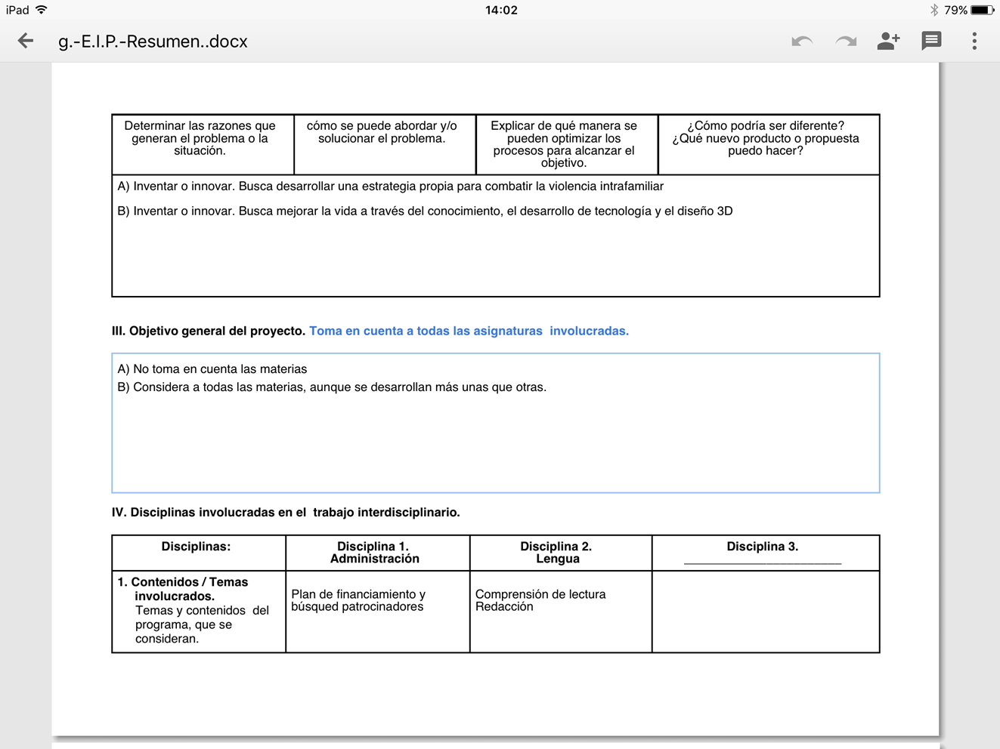 iPad
14:02
79%
g.-E.I.P.-Resumen..docx
Determinar las razones que
generan el problema o la
situación.
cómo se puede abordar y/o
solucionar el problema.
Explicar de qué manera se
pueden optimizar los
procesos para alcanzar el
objetivo.
¿Cómo podría ser diferente?
¿Qué nuevo producto o propuesta
puedo hacer?
A) Inventar o innovar. Busca desarrollar una estrategia propia para combatir la violencia intrafamiliar
B) Inventar o innovar. Busca mejorar la vida a través del conocimiento, el desarrollo de tecnología y el diseño 3D
III. Objetivo general del proyecto. Toma en cuenta a todas las asignaturas  involucradas.
A) No toma en cuenta las materias
B) Considera a todas las materias, aunque se desarrollan más unas que otras.
IV. Disciplinas involucradas en el  trabajo interdisciplinario.
Disciplinas:
Disciplina 1.
Administración
Disciplina 2.
Lengua
Disciplina 3.
1. Contenidos / Temas
involucrados.
Temas y contenidos  del
programa, que se
consideran.
Plan de financiamiento y
búsqued patrocinadores
Comprensión de lectura
Redacción